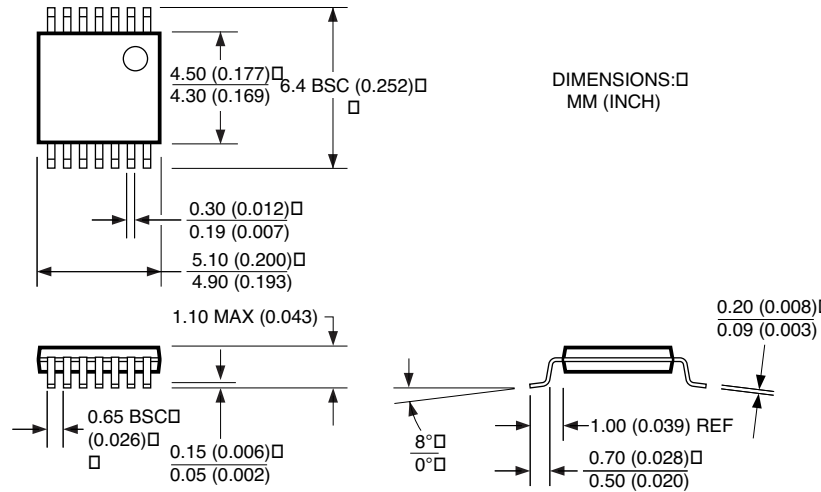 4.50 (0.177)
4.30 (0.169)
6.4 BSC (0.252)
DIMENSIONS:
MM (INCH)
0.30 (0.012)
0.19 (0.007)
5.10 (0.200)
4.90 (0.193)
1.10 MAX (0.043)
0.20 (0.008)
0.09 (0.003)
0.65 BSC
(0.026)
0.15 (0.006)
0.05 (0.002)
8°
0°
1.00 (0.039) REF
0.70 (0.028)
0.50 (0.020)